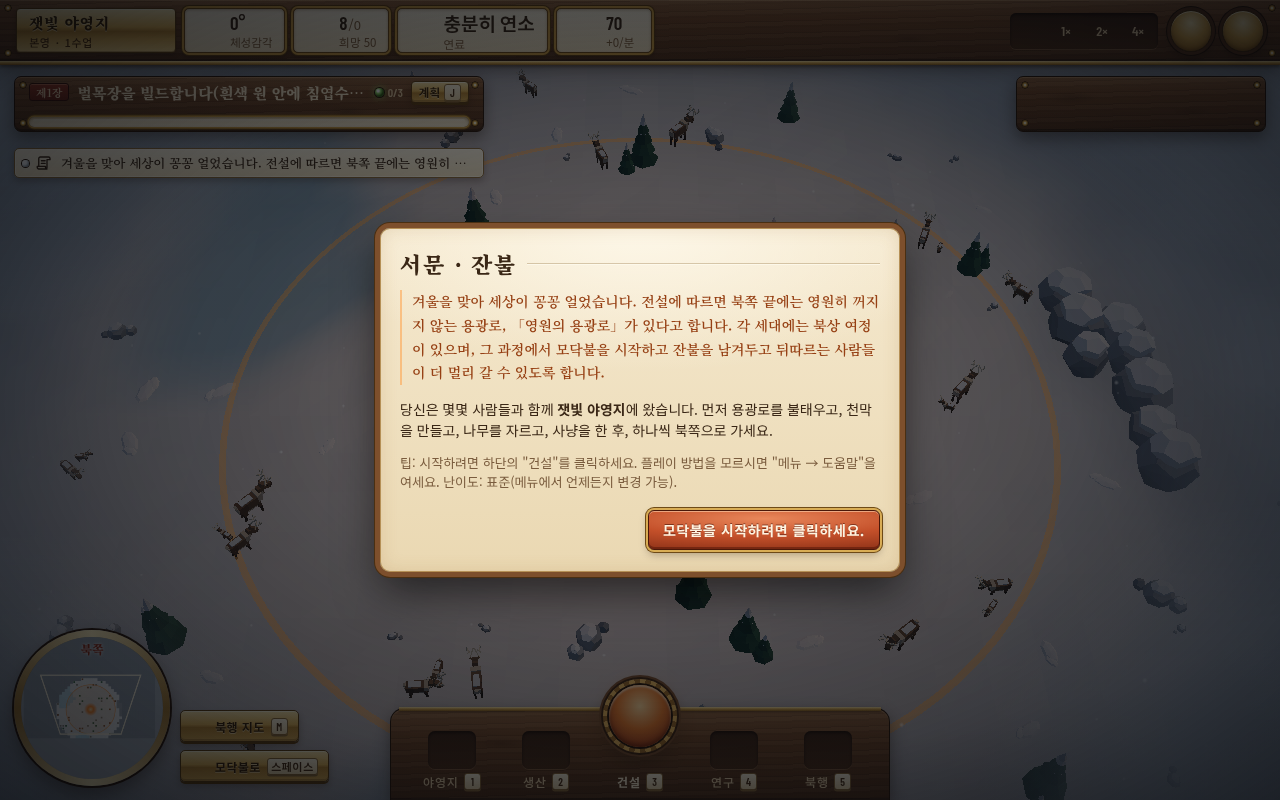 잿빛 야영지
본영 · 1수업
0°
체성감각
8/0
희망 50
충분히 연소
연료
70
+0/분
1×
2×
4×
제1장
벌목장을 빌드합니다(흰색 원 안에 침엽수…
0/3
계획 J
겨울을 맞아 세상이 꽁꽁 얼었습니다. 전설에 따르면 북쪽 끝에는 영원히 …
서문 · 잔불
겨울을 맞아 세상이 꽁꽁 얼었습니다. 전설에 따르면 북쪽 끝에는 영원히 꺼지
지 않는 용광로, 「영원의 용광로」가 있다고 합니다. 각 세대에는 북상 여정
이 있으며, 그 과정에서 모닥불을 시작하고 잔불을 남겨두고 뒤따르는 사람들
이 더 멀리 갈 수 있도록 합니다.
당신은 몇몇 사람들과 함께 잿빛 야영지에 왔습니다. 먼저 용광로를 불태우고, 천막
을 만들고, 나무를 자르고, 사냥을 한 후, 하나씩 북쪽으로 가세요.
팁: 시작하려면 하단의 "건설"를 클릭하세요. 플레이 방법을 모르시면 "메뉴 → 도움말"을
여세요. 난이도: 표준(메뉴에서 언제든지 변경 가능).
모닥불을 시작하려면 클릭하세요.
북쪽
북행 지도 M
모닥불로 스페이스
야영지 1
생산 2
건설 3
연구 4
북행 5